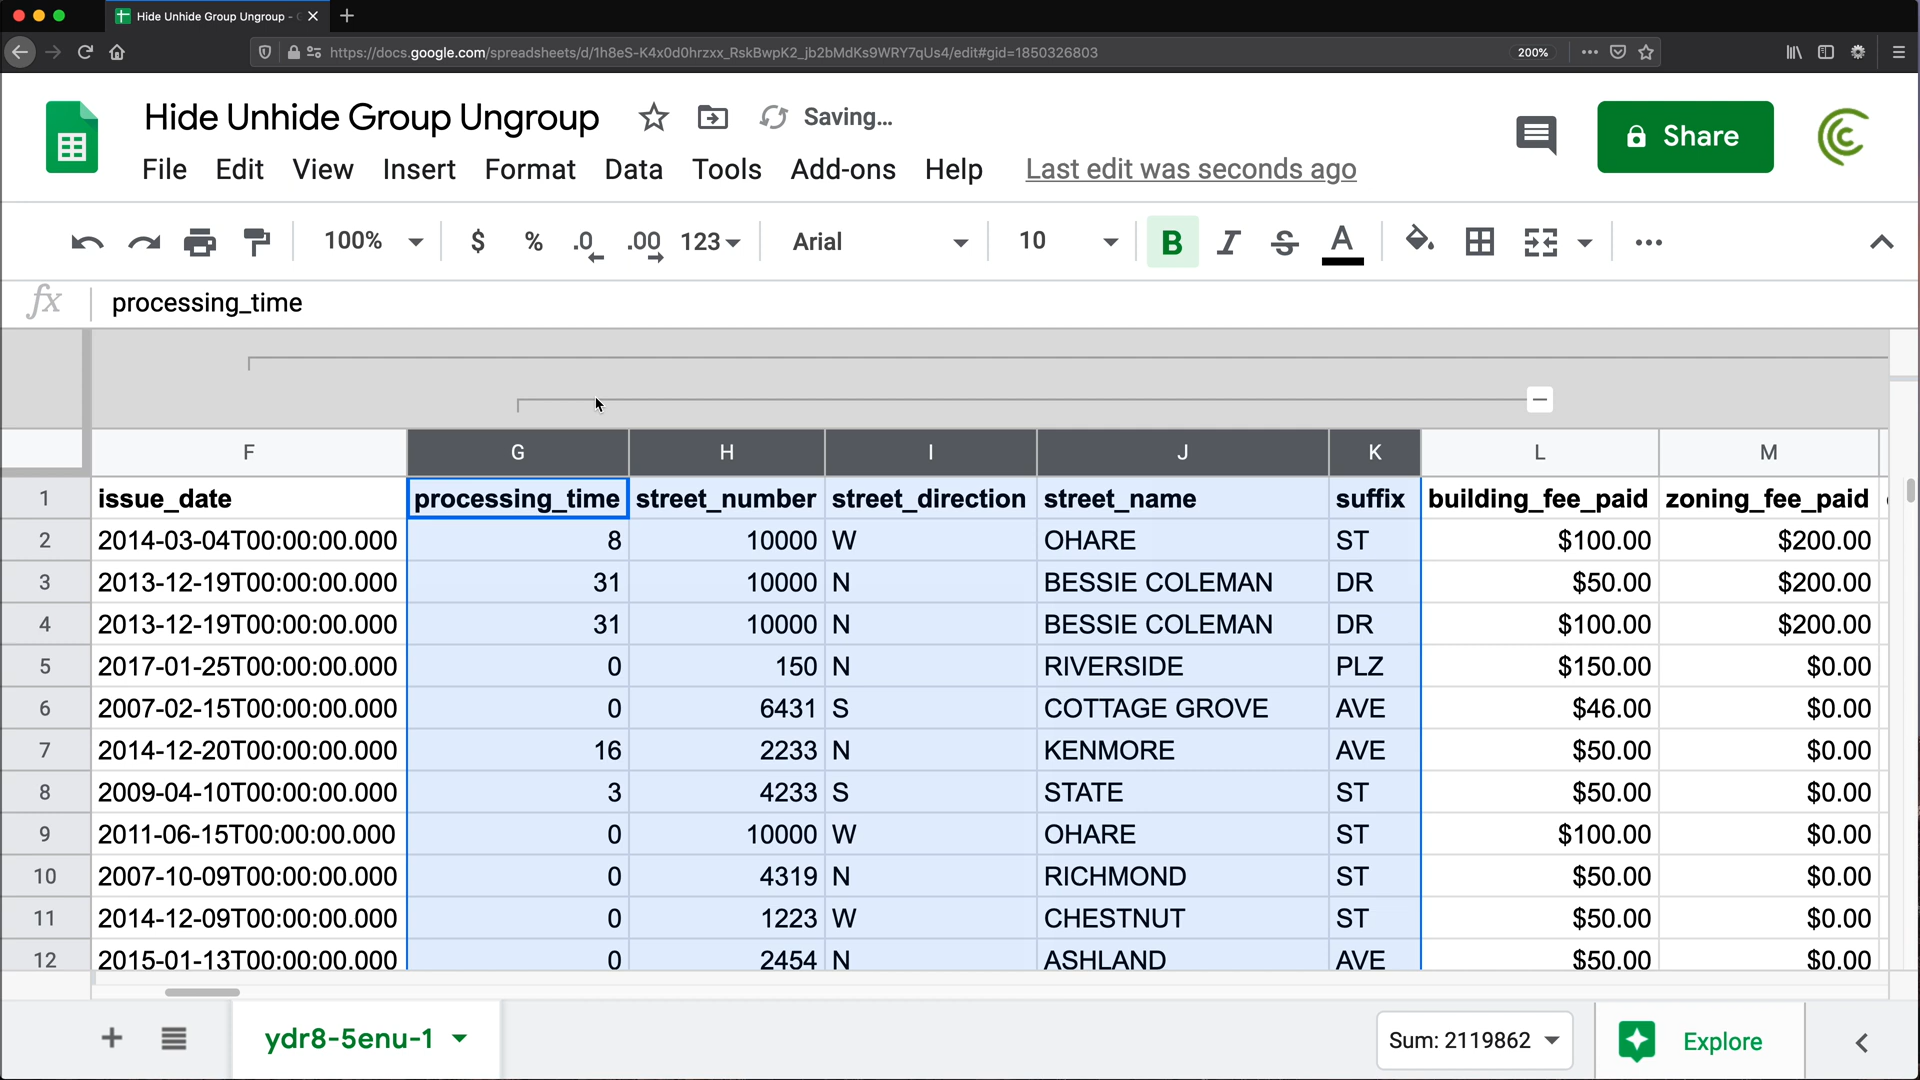 Hide Unhide Group Ungroup -
https://docs.google.com/spreadsheets/d/1h8eS-K4x0d0hrzxx_RskBwpK2_jb2bMdKs9WRY7qUs4/edit#gid=1850326803 200%
Hide Unhide Group Ungroup Saving...
Share
File Edit View Insert Format Data Tools Add-ons Help Last edit was seconds ago
100% $ % .0 .00 123 Arial 10 B I S A
fx processing_time
F G H I J K L M
1 issue_date processing_time street_number street_direction street_name suffix building_fee_paid zoning_fee_paid
2 2014-03-04T00:00:00.000 8 10000 W OHARE ST $100.00 $200.00
3 2013-12-19T00:00:00.000 31 10000 N BESSIE COLEMAN DR $50.00 $200.00
4 2013-12-19T00:00:00.000 31 10000 N BESSIE COLEMAN DR $100.00 $200.00
5 2017-01-25T00:00:00.000 0 150 N RIVERSIDE PLZ $150.00 $0.00
6 2007-02-15T00:00:00.000 0 6431 S COTTAGE GROVE AVE $46.00 $0.00
7 2014-12-20T00:00:00.000 16 2233 N KENMORE AVE $50.00 $0.00
8 2009-04-10T00:00:00.000 3 4233 S STATE ST $50.00 $0.00
9 2011-06-15T00:00:00.000 0 10000 W OHARE ST $100.00 $0.00
10 2007-10-09T00:00:00.000 0 4319 N RICHMOND ST $50.00 $0.00
11 2014-12-09T00:00:00.000 0 1223 W CHESTNUT ST $50.00 $0.00
12 2015-01-13T00:00:00.000 0 2454 N ASHLAND AVE $50.00 $0.00
ydr8-5enu-1 Sum: 2119862 Explore